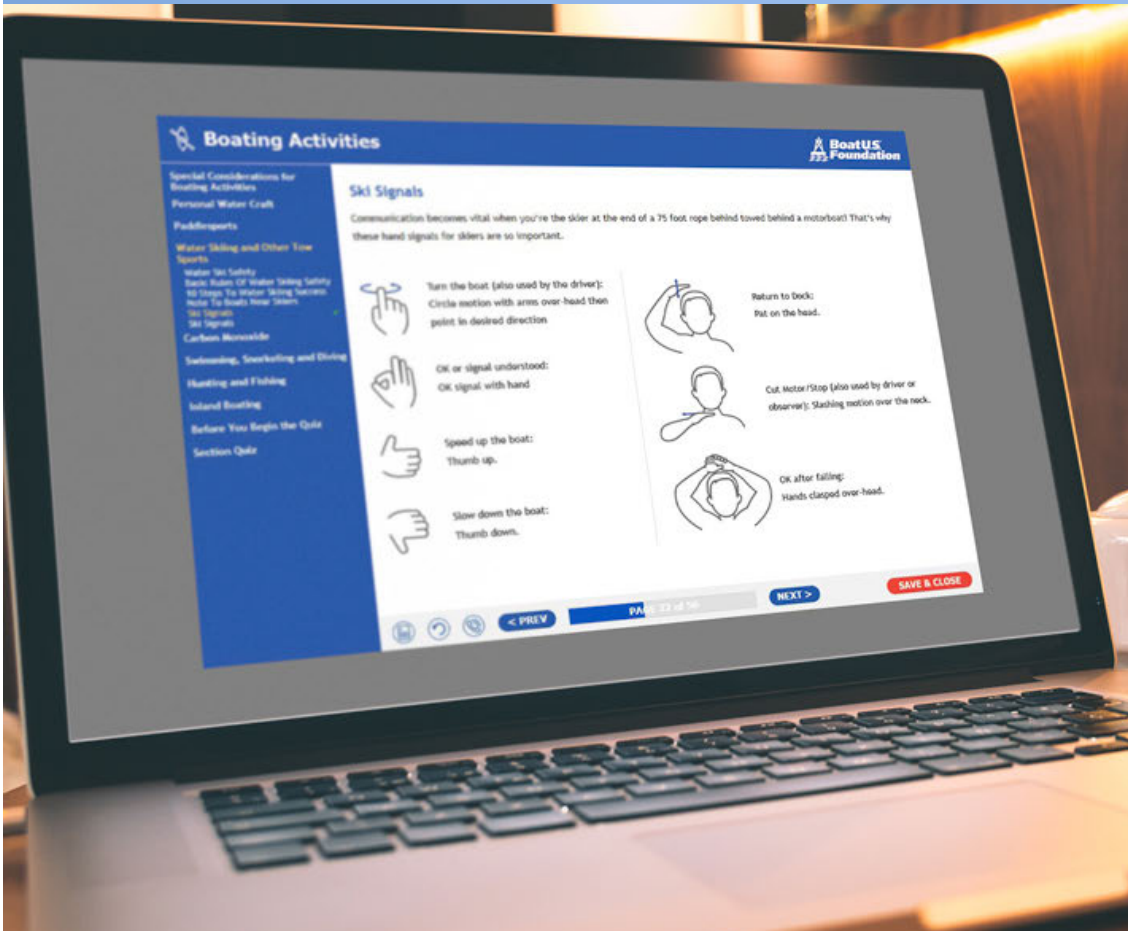 Boating Activities
BoatUS
Foundation
Special Considerations for
Boating Activities
Personal Water Craft
Paddlesports
Water Skiing and Other Tow
Sports
Water Ski Safety
Basic Rules Of Water Skiing Safety
10 Steps To Water Skiing Success
Note To Boats Near Skiers
Ski Signals
Ski Signals
Carbon Monoxide
Swimming, Snorkeling and Diving
Hunting and Fishing
Inland Boating
Before You Begin the Quiz
Section Quiz
Ski Signals
Communication becomes vital when you're the skier at the end of a 75 foot rope behind towed behind a motorboat! That's why
these hand signals for skiers are so important.
Turn the boat (also used by the driver):
Circle motion with arms over-head then
point in desired direction
OK or signal understood:
OK signal with hand
Speed up the boat:
Thumb up.
Slow down the boat:
Thumb down.
Return to Dock:
Pat on the head.
Cut Motor/Stop (also used by driver or
observer): Slashing motion over the neck.
OK after falling:
Hands clasped over-head.
< PREV
PAGE 22 of 56
NEXT >
SAVE & CLOSE